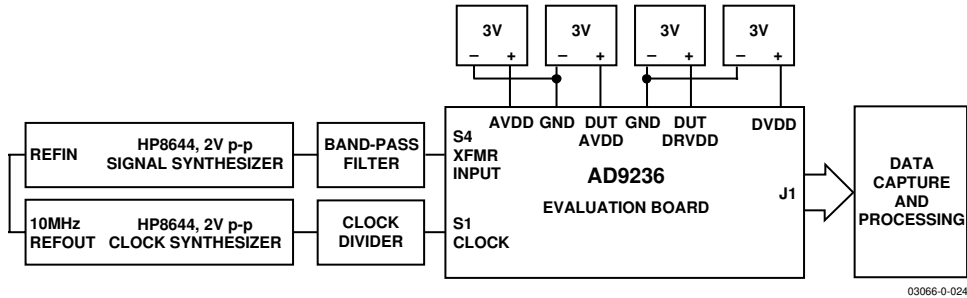 3V
– +
3V
– +
3V
– +
3V
– +
AVDD GND DUT AVDD GND DUT DRVDD DVDD
S4
XFMR
INPUT
AD9236
EVALUATION BOARD
J1
S1
CLOCK
REFIN
HP8644, 2V p-p
SIGNAL SYNTHESIZER
BAND-PASS
FILTER
10MHz
REFOUT
HP8644, 2V p-p
CLOCK SYNTHESIZER
CLOCK
DIVIDER
DATA
CAPTURE
AND
PROCESSING
03066-0-024